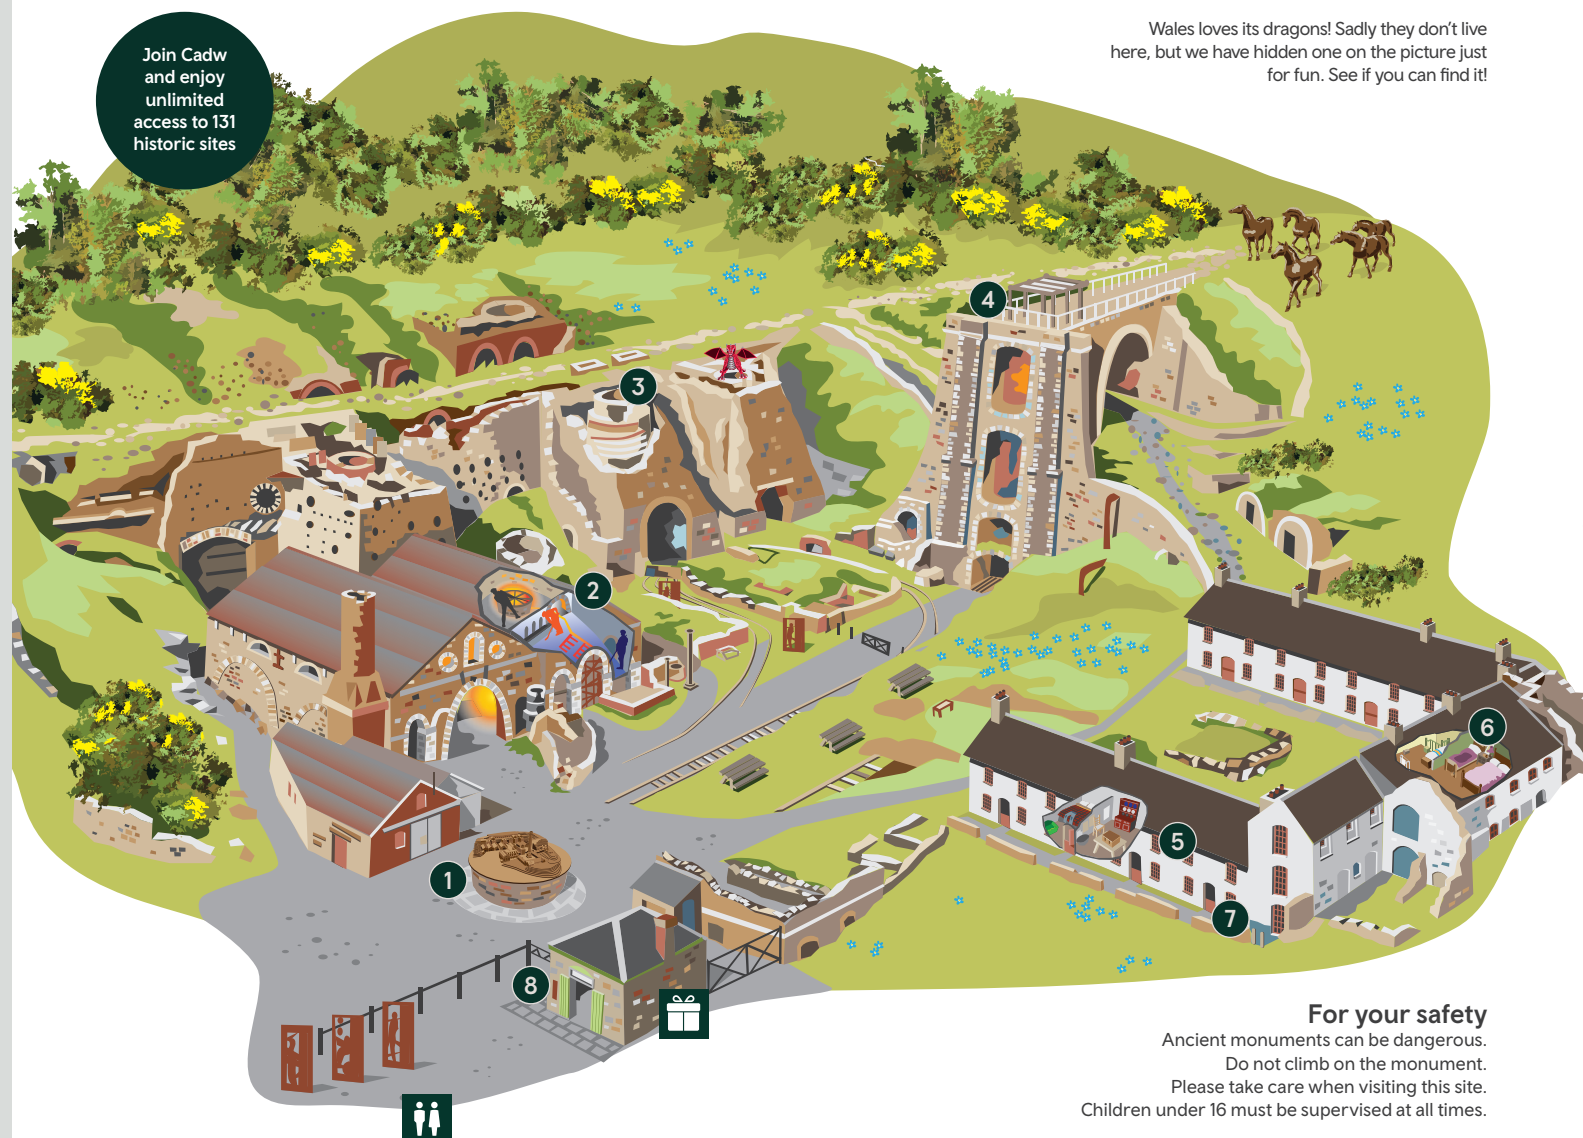 Join Cadw
and enjoy
unlimited
access to 131
historic sites
Wales loves its dragons! Sadly they don’t live
here, but we have hidden one on the picture just
for fun. See if you can find it!
4
3
2
6
5
1
7
8
For your safety
Ancient monuments can be dangerous.
Do not climb on the monument.
Please take care when visiting this site.
Children under 16 must be supervised at all times.